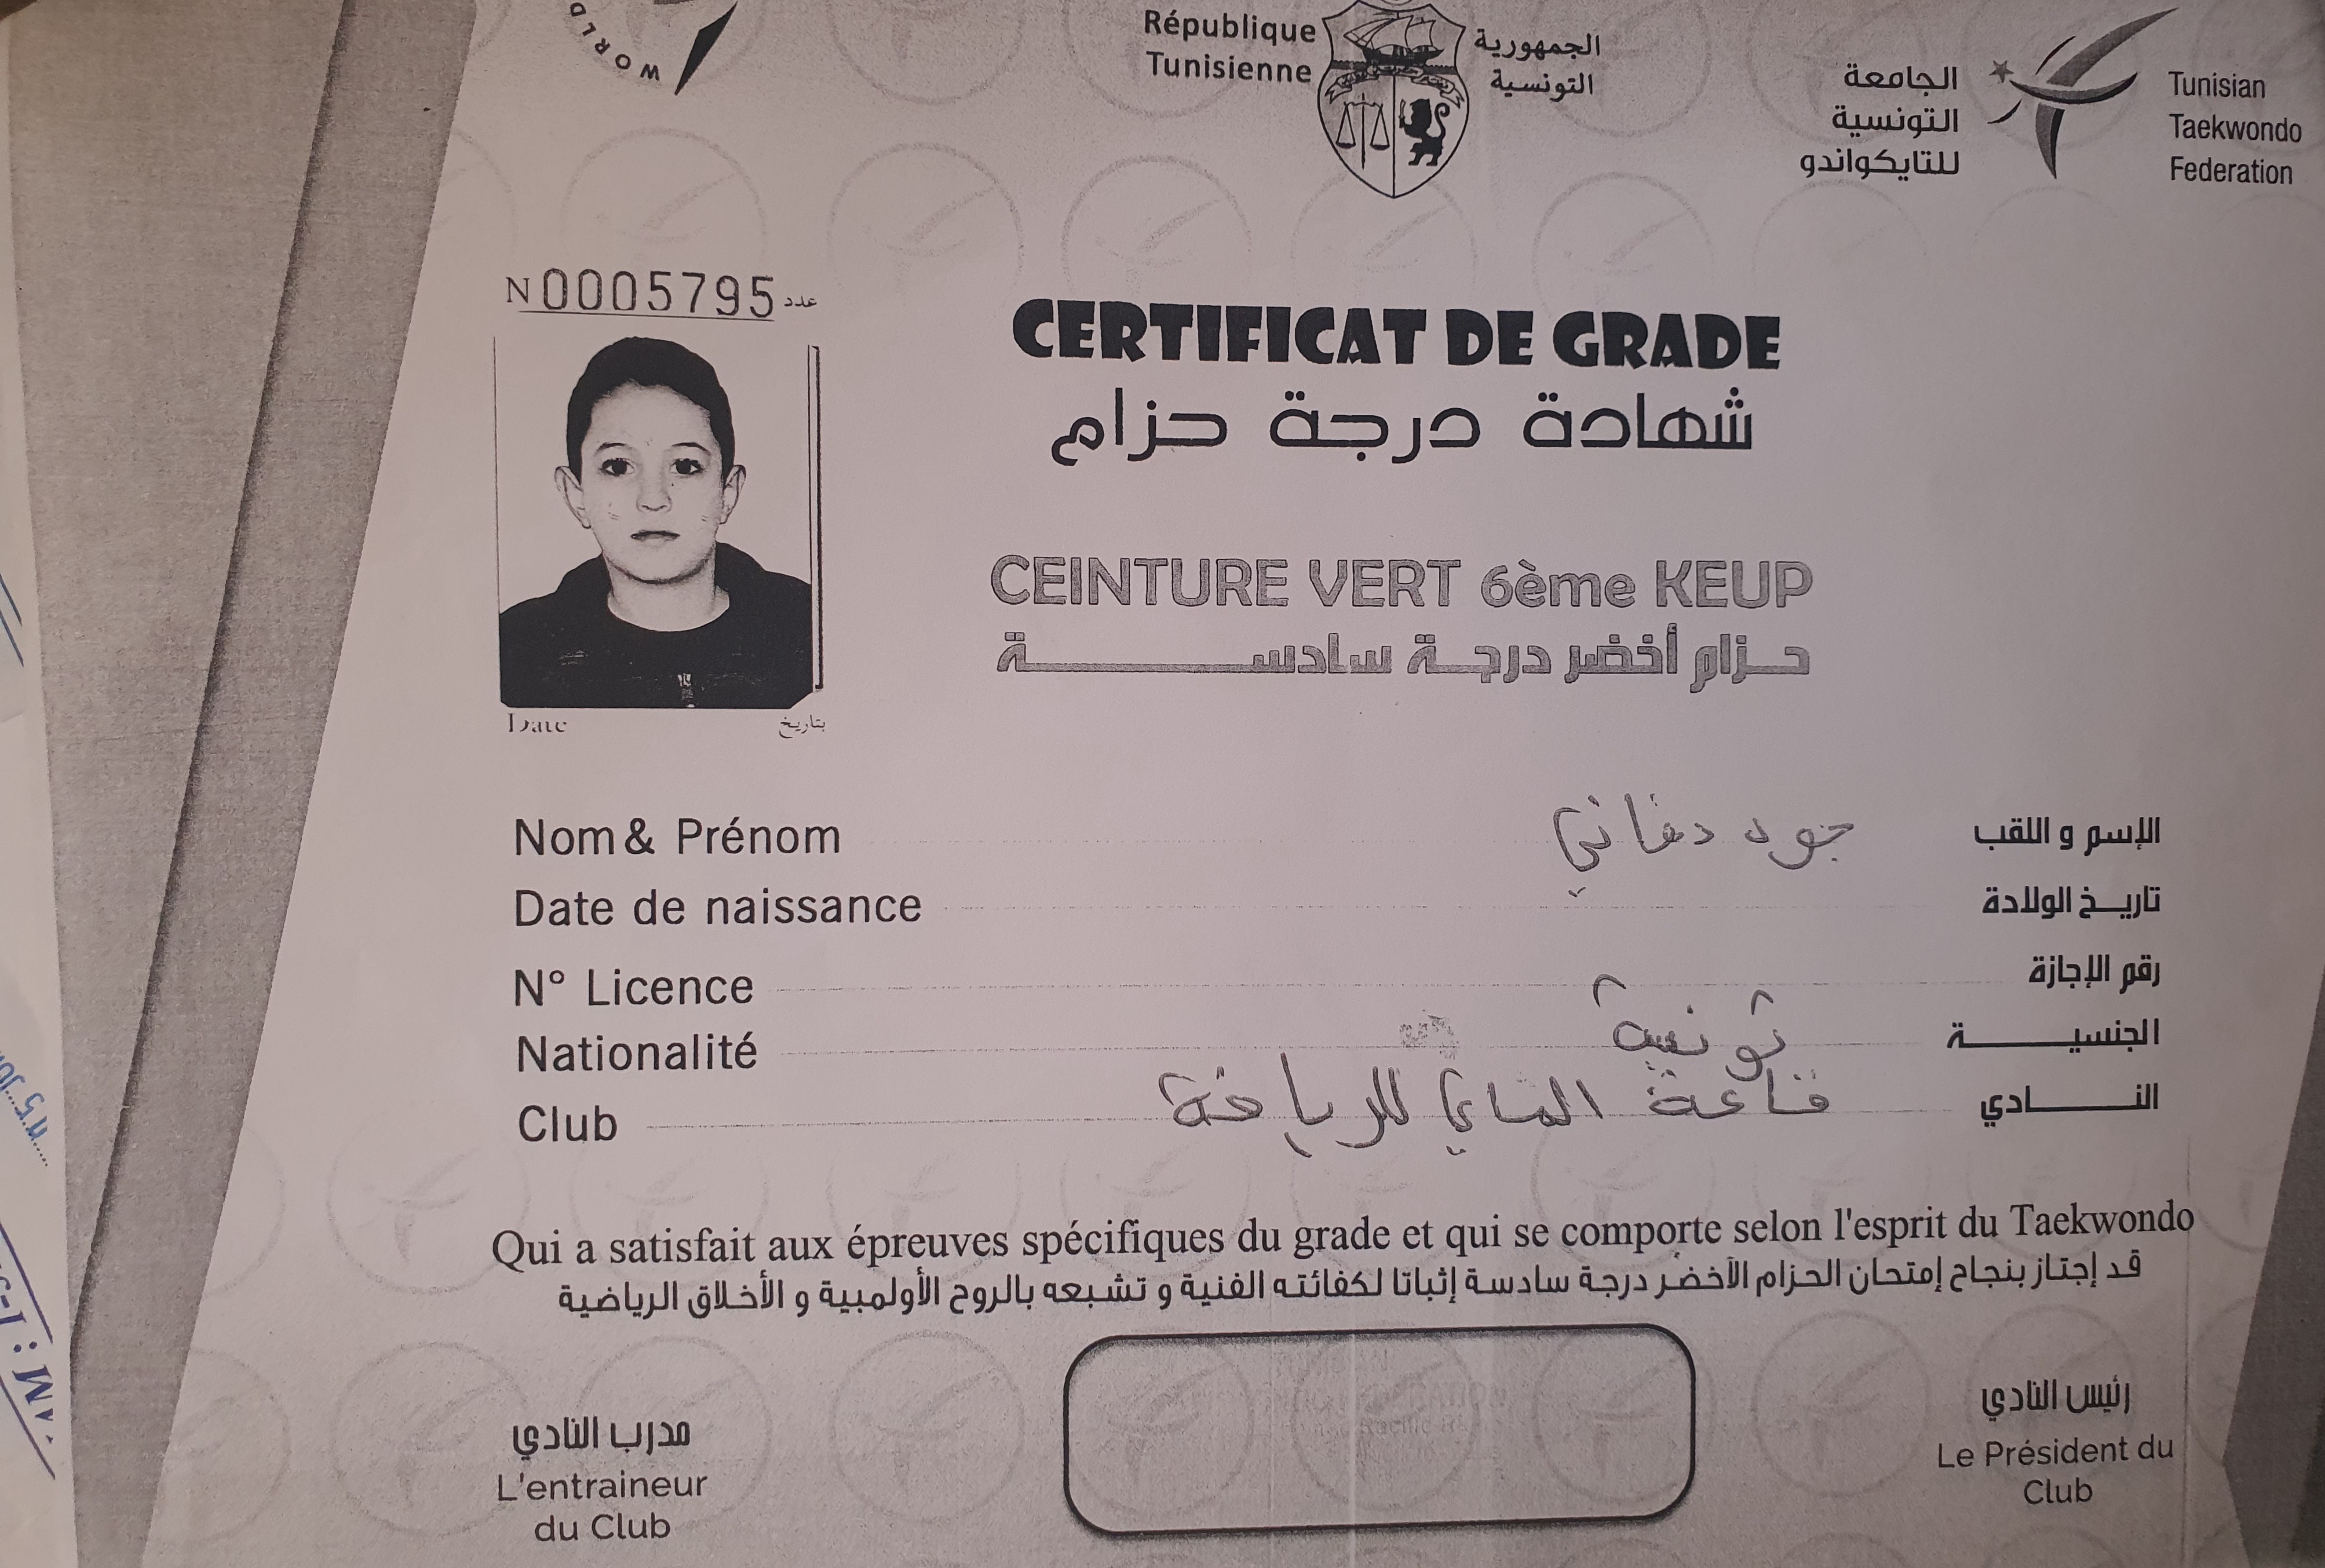 WORLD
République
Tunisienne
الجمهورية
التونسية
الجامعة
التونسية
للتايكواندو
Tunisian
Taekwondo
Federation
N 0005795 عدد
CERTIFICAT DE GRADE
شهادة درجة حزام
CEINTURE VERT 6ème KEUP
حزام أخضر درجة سادسة
Date بتاريخ
Nom & Prénom جود دهاني الإسم و اللقب
Date de naissance تاريخ الولادة
N° Licence رقم الإجازة
Nationalité تونسية الجنسية
Club قاعة الماي للرياضة النادي
Qui a satisfait aux épreuves spécifiques du grade et qui se comporte selon l'esprit du Taekwondo
قد إجتاز بنجاح إمتحان الحزام الأخضر درجة سادسة إثباتا لكفائته الفنية و تشبعه بالروح الأولمبية و الأخلاق الرياضية
مدرب النادي
L'entraineur
du Club
رئيس النادي
Le Président du
Club